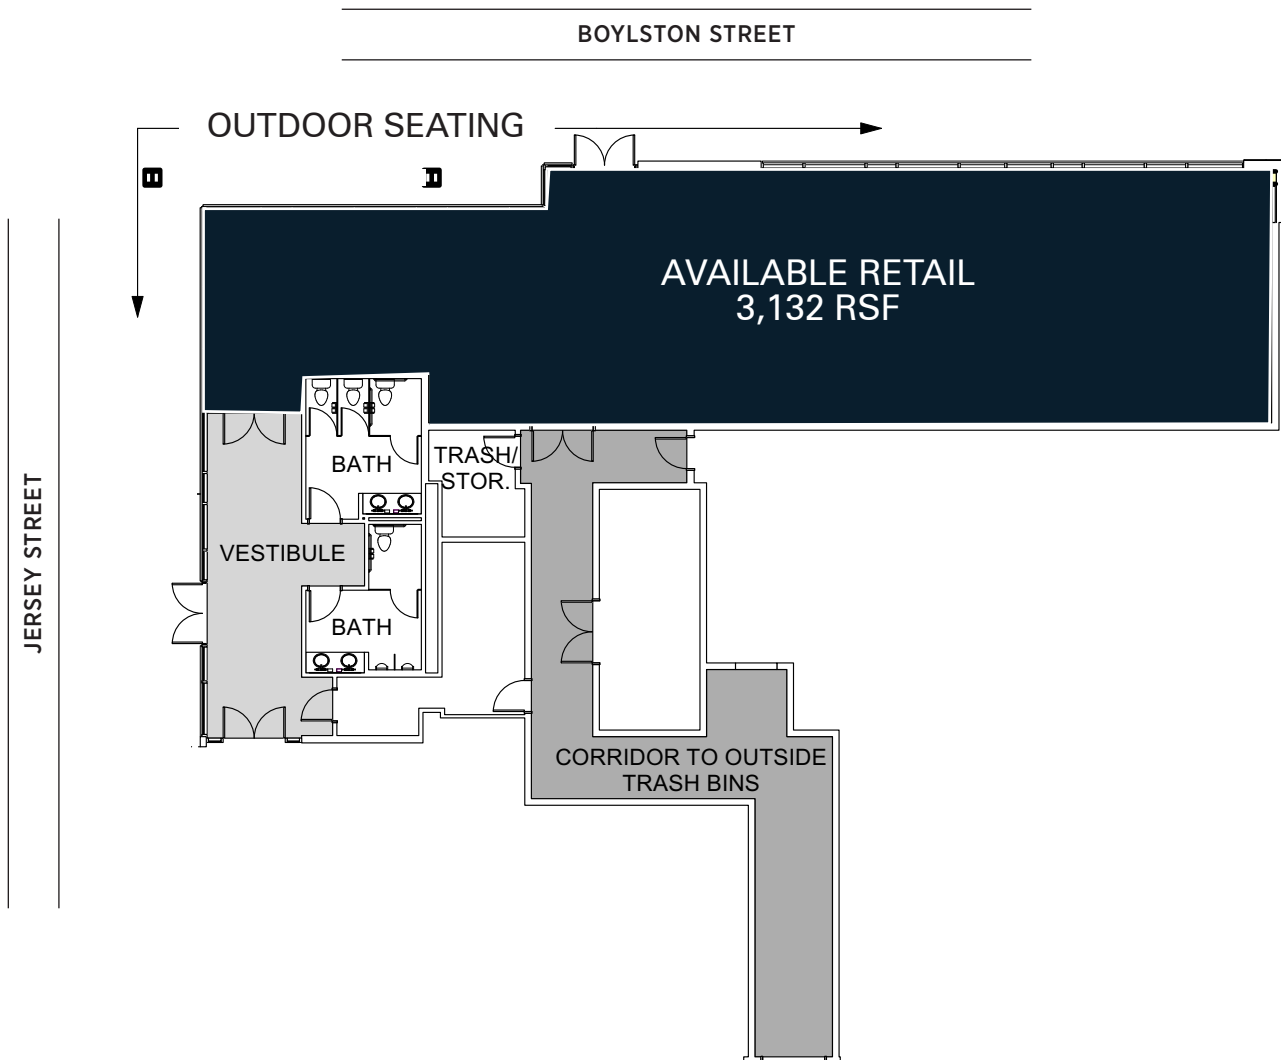 BOYLSTON STREET
OUTDOOR SEATING
AVAILABLE RETAIL
3,132 RSF
BATH
TRASH/
STOR.
JERSEY STREET
VESTIBULE
BATH
CORRIDOR TO OUTSIDE
TRASH BINS